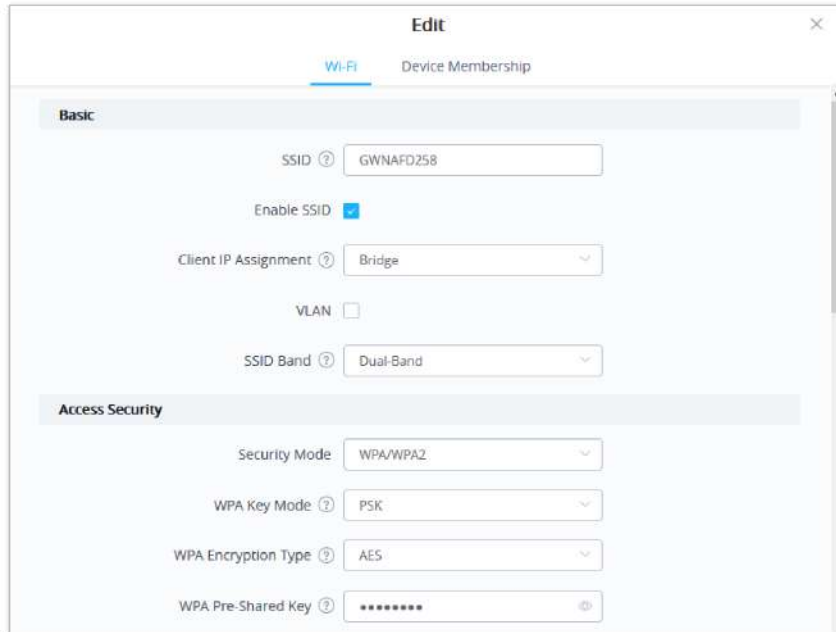 Edit
Wi-Fi Device Membership
Basic
SSID GWNAFD258
Enable SSID
Client IP Assignment Bridge
VLAN
SSID Band Dual-Band
Access Security
Security Mode WPA/WPA2
WPA Key Mode PSK
WPA Encryption Type AES
WPA Pre-Shared Key ••••••••